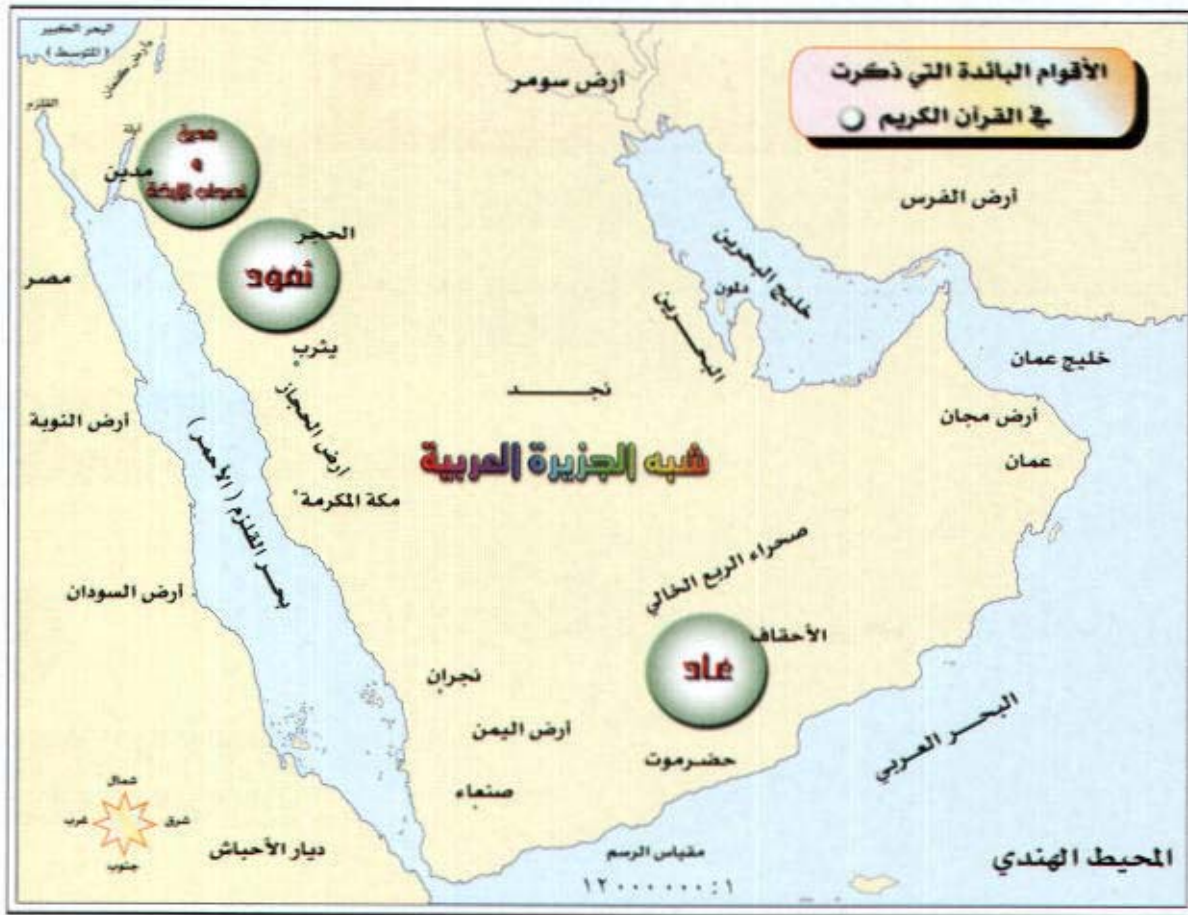 الأقوام البائدة التي ذكرت
في القرآن الكريم
البحر الكبير
( المتوسط )
أرض كنعان
أرض سومر
القلزم
أيلة
مدين
و
أصحاب الأيكة
مدين
أرض الفرس
الحجر
ثمود
مصر
خليج البحرين
دلمون
البحرين
يثرب
خليج عمان
نجد
أرض الحجاز
أرض مجان
أرض النوبة
شبه الجزيرة العربية
عمان
بحر القلزم ( الأحمر )
مكة المكرمة
صحراء الربع الخالي
أرض السودان
الأحقاف
عاد
نجران
أرض اليمن
حضرموت
البحر العربي
صنعاء
شمال
شرق
غرب
جنوب
ديار الأحباش
مقياس الرسم
١ : ١٢٠٠٠٠٠٠
المحيط الهندي